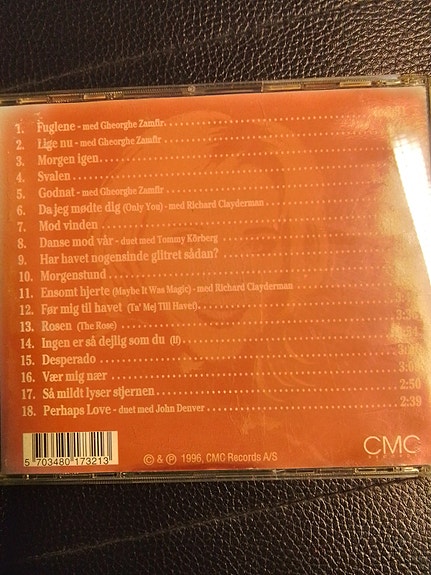 1. Fuglene - med Gheorghe Zamfir
2. Lige nu - med Gheorghe Zamfir
3. Morgen igen
4. Svalen
5. Godnat - med Gheorghe Zamfir
6. Da jeg mødte dig (Only You) - med Richard Clayderman
7. Mod vinden
8. Danse mod vår - duet med Tommy Körberg
9. Har havet nogensinde glitret sådan?
10. Morgenstund
11. Ensomt hjerte (Maybe It Was Magic) - med Richard Clayderman
12. Før mig til havet (Ta' Mej Till Havet)
13. Rosen (The Rose)
14. Ingen er så dejlig som du (If)
15. Desperado
16. Vær mig nær
17. Så mildt lyser stjernen 2:50
18. Perhaps Love - duet med John Denver 2:39
5 703480 173213
© & ℗ 1996, CMC Records A/S
CMC